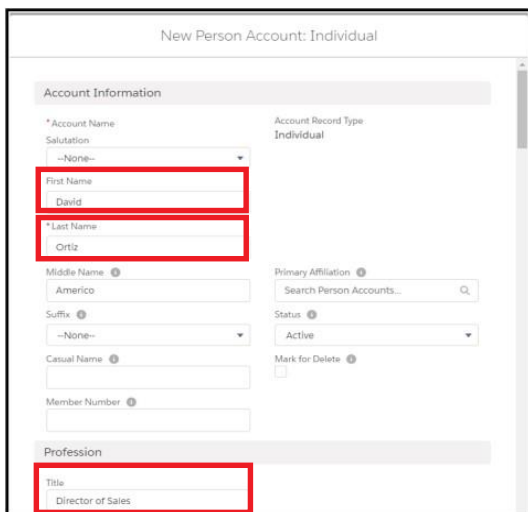 New Person Account: Individual
Account Information
*Account Name
Salutation
--None--
Account Record Type
Individual
First Name
David
*Last Name
Ortiz
Middle Name
Americo
Primary Affiliation
Search Person Accounts...
Suffix
--None--
Status
Active
Casual Name
Mark for Delete
Member Number
Profession
Title
Director of Sales